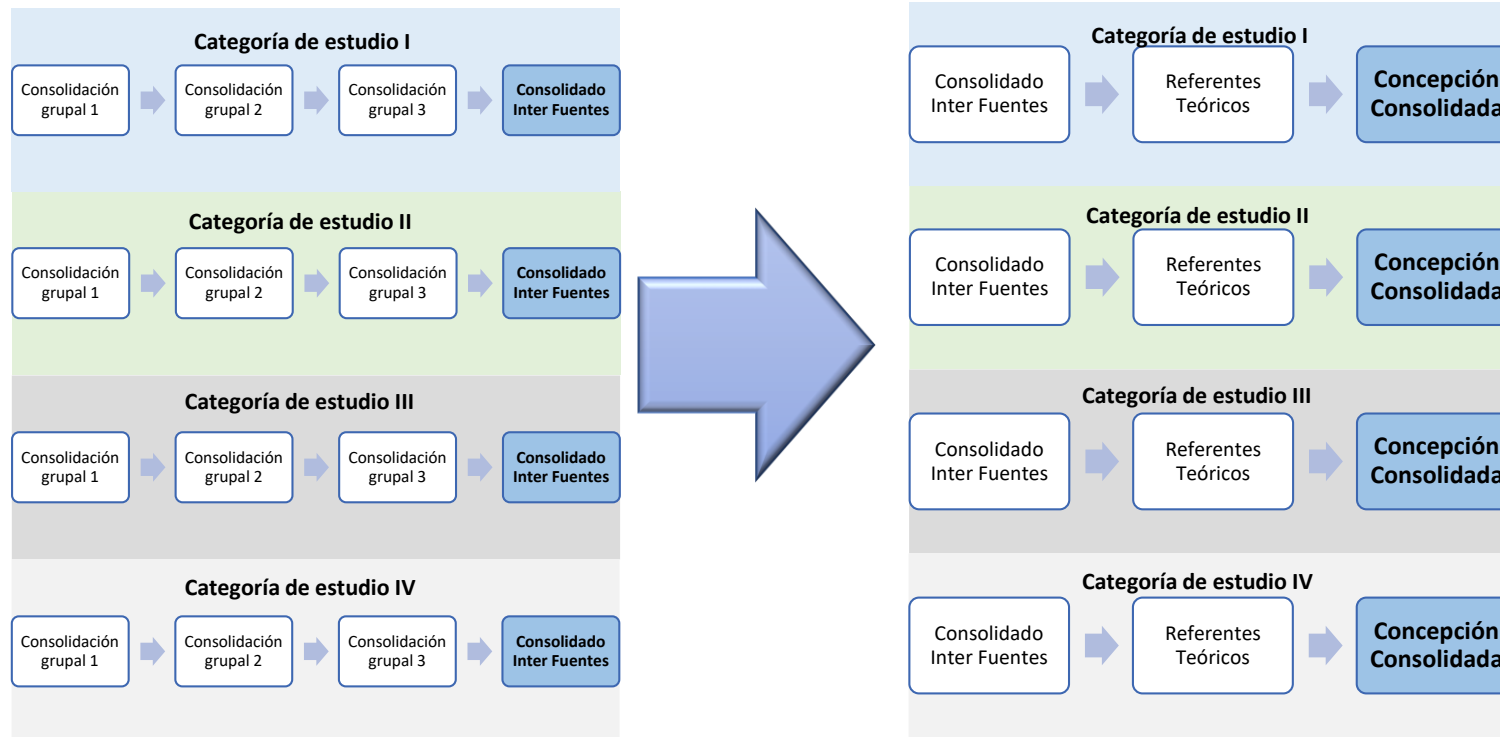 Categoría de estudio I
Consolidación
grupal 1
Consolidación
grupal 2
Consolidación
grupal 3
Consolidado
Inter Fuentes
Categoría de estudio II
Consolidación
grupal 1
Consolidación
grupal 2
Consolidación
grupal 3
Consolidado
Inter Fuentes
Categoría de estudio III
Consolidación
grupal 1
Consolidación
grupal 2
Consolidación
grupal 3
Consolidado
Inter Fuentes
Categoría de estudio IV
Consolidación
grupal 1
Consolidación
grupal 2
Consolidación
grupal 3
Consolidado
Inter Fuentes
Categoría de estudio I
Consolidado
Inter Fuentes
Referentes
Teóricos
Concepción
Consolidada
Categoría de estudio II
Consolidado
Inter Fuentes
Referentes
Teóricos
Concepción
Consolidada
Categoría de estudio III
Consolidado
Inter Fuentes
Referentes
Teóricos
Concepción
Consolidada
Categoría de estudio IV
Consolidado
Inter Fuentes
Referentes
Teóricos
Concepción
Consolidada